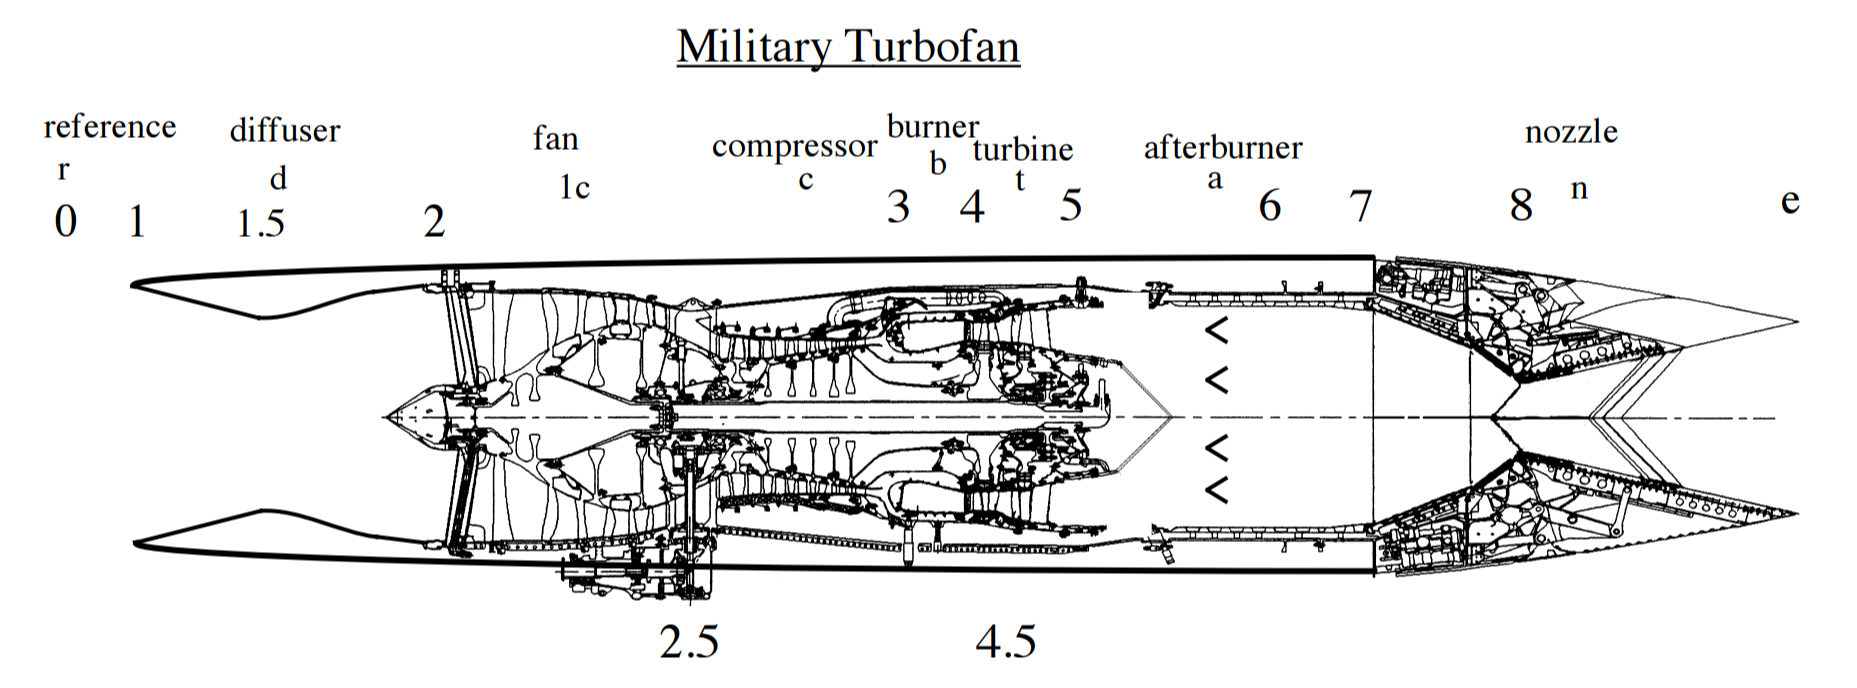 Military Turbofan
reference diffuser fan compressor burner turbine afterburner nozzle
r d 1c c b t a n
0 1 1.5 2 3 4 5 6 7 8 e
2.5 4.5